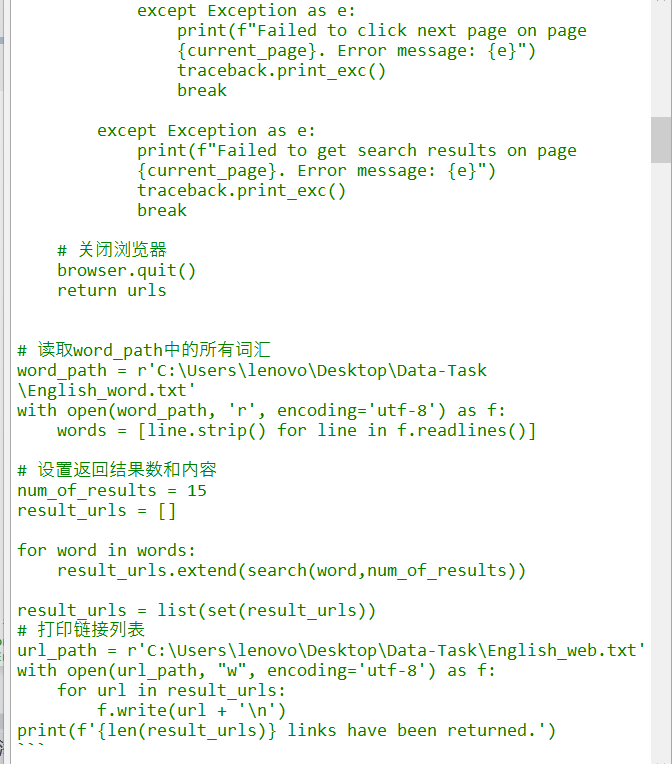 except Exception as e:
print(f"Failed to click next page on page
{current_page}. Error message: {e}")
traceback.print_exc()
break
except Exception as e:
print(f"Failed to get search results on page
{current_page}. Error message: {e}")
traceback.print_exc()
break
# 关闭浏览器
browser.quit()
return urls
# 读取word_path中的所有词汇
word_path = r'C:\Users\lenovo\Desktop\Data-Task
\English_word.txt'
with open(word_path, 'r', encoding='utf-8') as f:
words = [line.strip() for line in f.readlines()]
# 设置返回结果数和内容
num_of_results = 15
result_urls = []
for word in words:
result_urls.extend(search(word,num_of_results))
result_urls = list(set(result_urls))
# 打印链接列表
url_path = r'C:\Users\lenovo\Desktop\Data-Task\English_web.txt'
with open(url_path, "w", encoding='utf-8') as f:
for url in result_urls:
f.write(url + '\n')
print(f'{len(result_urls)} links have been returned.')
```